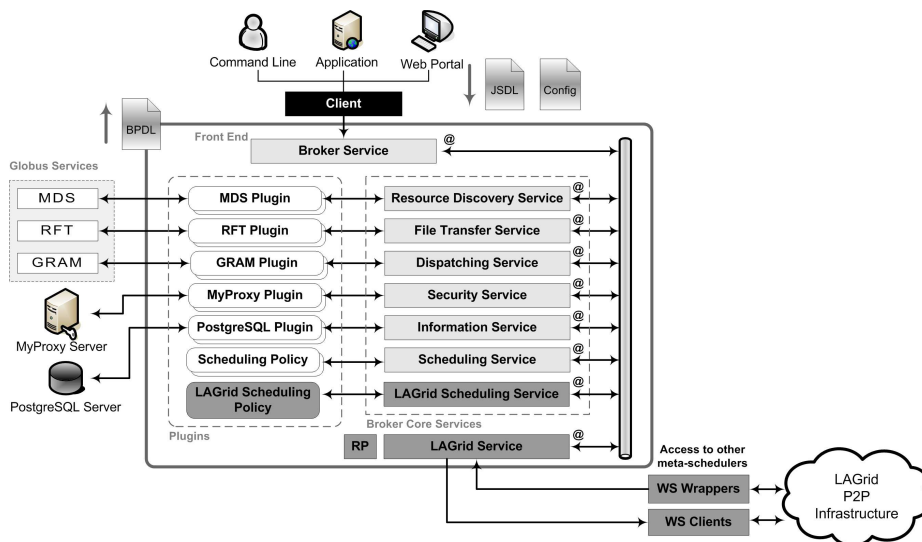 Command Line
Application
Web Portal
JSDL
Config
Client
BPDL
Front End
@
Broker Service
Globus Services
MDS
MDS Plugin
Resource Discovery Service
@
RFT
RFT Plugin
File Transfer Service
@
GRAM
GRAM Plugin
Dispatching Service
@
MyProxy Plugin
Security Service
@
MyProxy Server
PostgreSQL Plugin
Information Service
@
Scheduling Policy
Scheduling Service
@
PostgreSQL Server
LAGrid Scheduling
Policy
LAGrid Scheduling Service
@
Plugins
Broker Core Services
RP
LAGrid Service
@
Access to other
meta-schedulers
WS Wrappers
WS Clients
LAGrid
P2P
Infrastructure